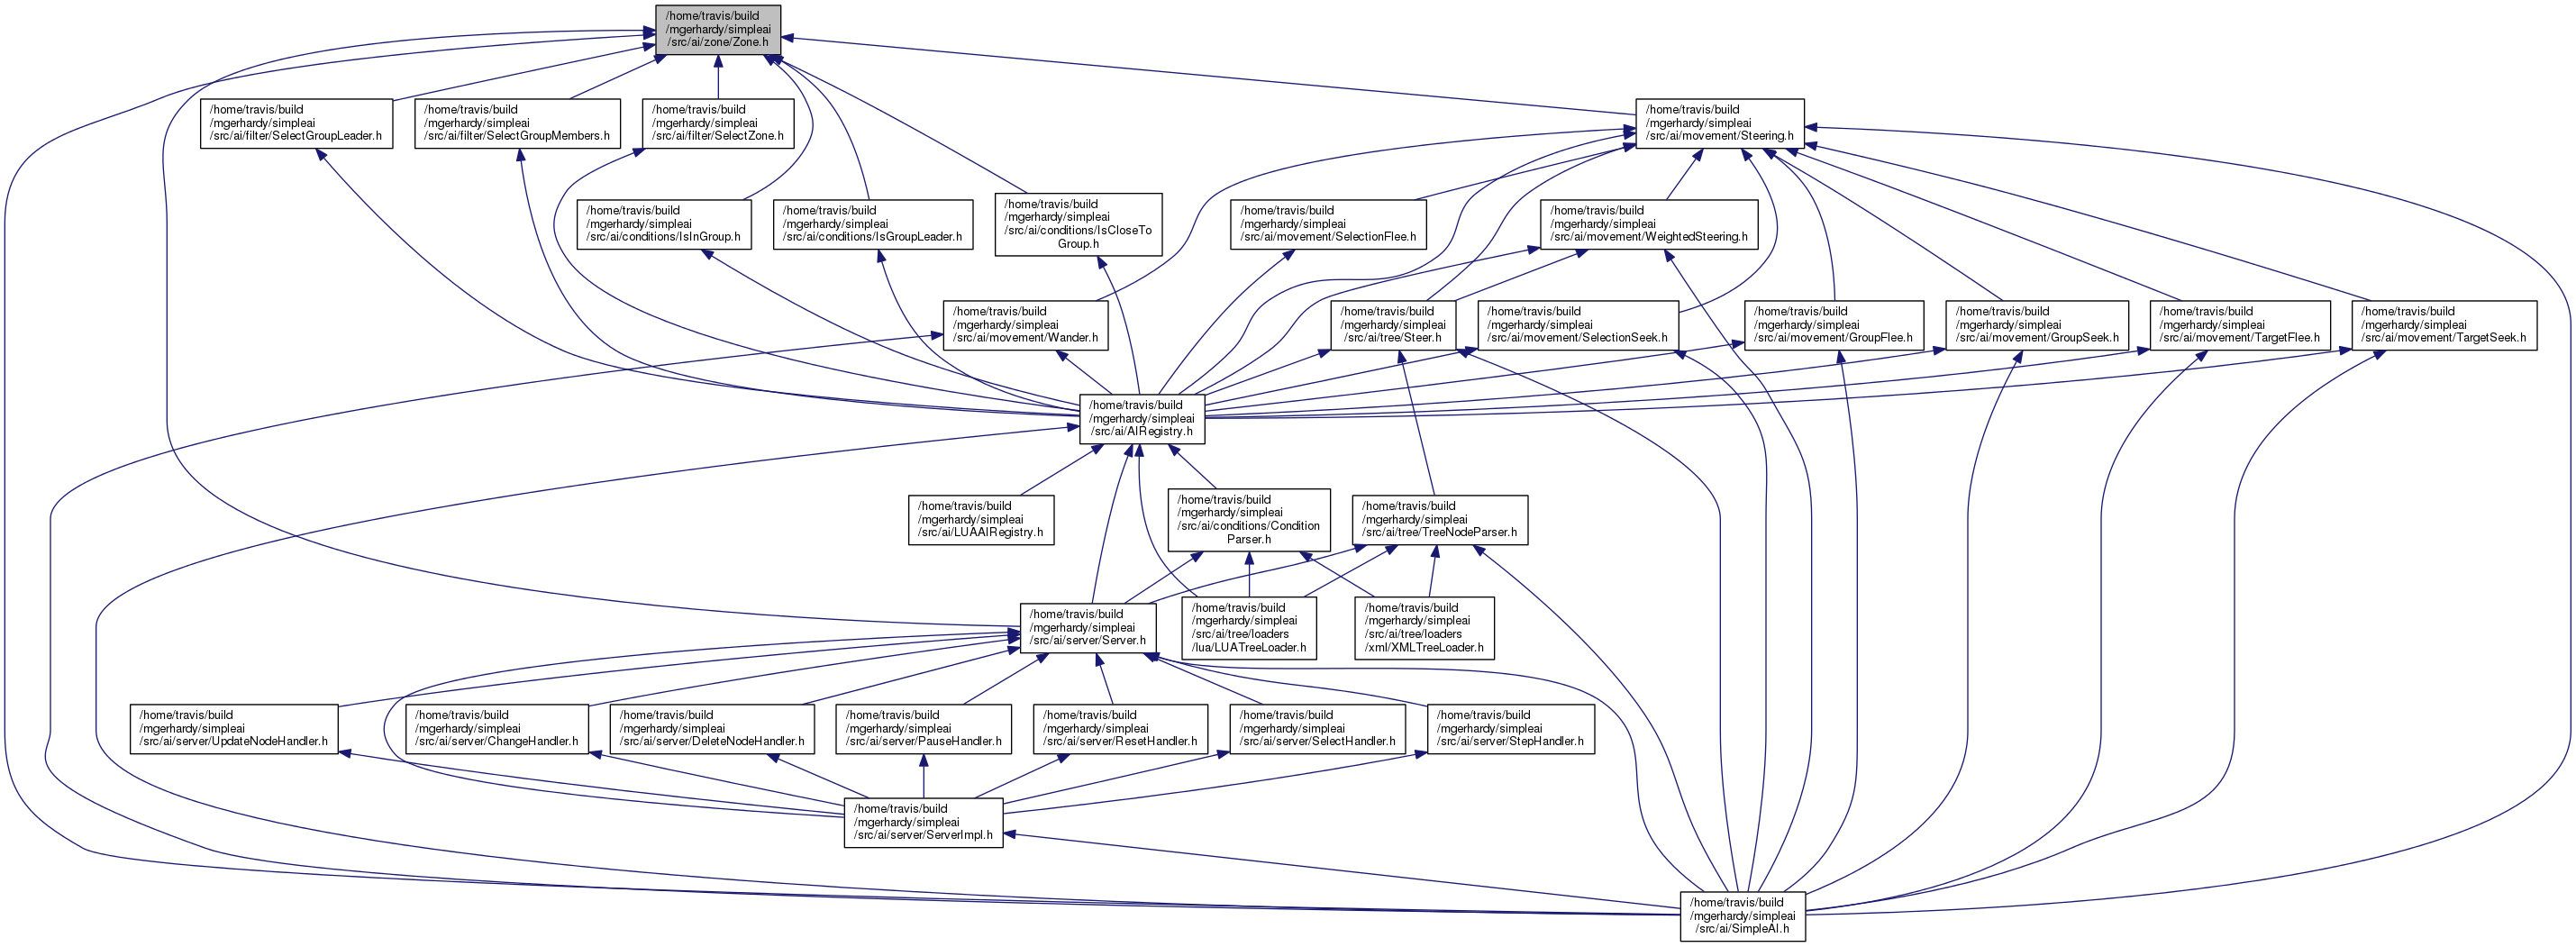 /home/travis/build
/mgerhardy/simpleai
/src/ai/zone/Zone.h
/home/travis/build
/mgerhardy/simpleai
/src/ai/filter/SelectGroupLeader.h
/home/travis/build
/mgerhardy/simpleai
/src/ai/filter/SelectGroupMembers.h
/home/travis/build
/mgerhardy/simpleai
/src/ai/filter/SelectZone.h
/home/travis/build
/mgerhardy/simpleai
/src/ai/movement/Steering.h
/home/travis/build
/mgerhardy/simpleai
/src/ai/conditions/IsInGroup.h
/home/travis/build
/mgerhardy/simpleai
/src/ai/conditions/IsGroupLeader.h
/home/travis/build
/mgerhardy/simpleai
/src/ai/conditions/IsCloseTo
Group.h
/home/travis/build
/mgerhardy/simpleai
/src/ai/movement/SelectionFlee.h
/home/travis/build
/mgerhardy/simpleai
/src/ai/movement/WeightedSteering.h
/home/travis/build
/mgerhardy/simpleai
/src/ai/movement/Wander.h
/home/travis/build
/mgerhardy/simpleai
/src/ai/tree/Steer.h
/home/travis/build
/mgerhardy/simpleai
/src/ai/movement/SelectionSeek.h
/home/travis/build
/mgerhardy/simpleai
/src/ai/movement/GroupFlee.h
/home/travis/build
/mgerhardy/simpleai
/src/ai/movement/GroupSeek.h
/home/travis/build
/mgerhardy/simpleai
/src/ai/movement/TargetFlee.h
/home/travis/build
/mgerhardy/simpleai
/src/ai/movement/TargetSeek.h
/home/travis/build
/mgerhardy/simpleai
/src/ai/AIRegistry.h
/home/travis/build
/mgerhardy/simpleai
/src/ai/LUAAIRegistry.h
/home/travis/build
/mgerhardy/simpleai
/src/ai/conditions/Condition
Parser.h
/home/travis/build
/mgerhardy/simpleai
/src/ai/tree/TreeNodeParser.h
/home/travis/build
/mgerhardy/simpleai
/src/ai/server/Server.h
/home/travis/build
/mgerhardy/simpleai
/src/ai/tree/loaders
/lua/LUATreeLoader.h
/home/travis/build
/mgerhardy/simpleai
/src/ai/tree/loaders
/xml/XMLTreeLoader.h
/home/travis/build
/mgerhardy/simpleai
/src/ai/server/UpdateNodeHandler.h
/home/travis/build
/mgerhardy/simpleai
/src/ai/server/ChangeHandler.h
/home/travis/build
/mgerhardy/simpleai
/src/ai/server/DeleteNodeHandler.h
/home/travis/build
/mgerhardy/simpleai
/src/ai/server/PauseHandler.h
/home/travis/build
/mgerhardy/simpleai
/src/ai/server/ResetHandler.h
/home/travis/build
/mgerhardy/simpleai
/src/ai/server/SelectHandler.h
/home/travis/build
/mgerhardy/simpleai
/src/ai/server/StepHandler.h
/home/travis/build
/mgerhardy/simpleai
/src/ai/server/ServerImpl.h
/home/travis/build
/mgerhardy/simpleai
/src/ai/SimpleAI.h